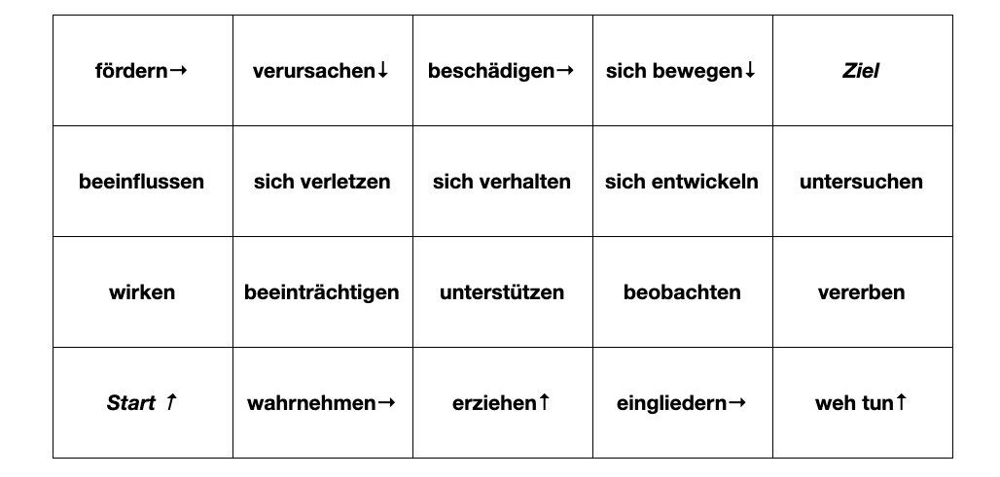 fördern→ verursachen↓ beschädigen→ sich bewegen↓ Ziel
beeinflussen sich verletzen sich verhalten sich entwickeln untersuchen
wirken beeinträchtigen unterstützen beobachten vererben
Start ↑ wahrnehmen→ erziehen↑ eingliedern→ weh tun↑